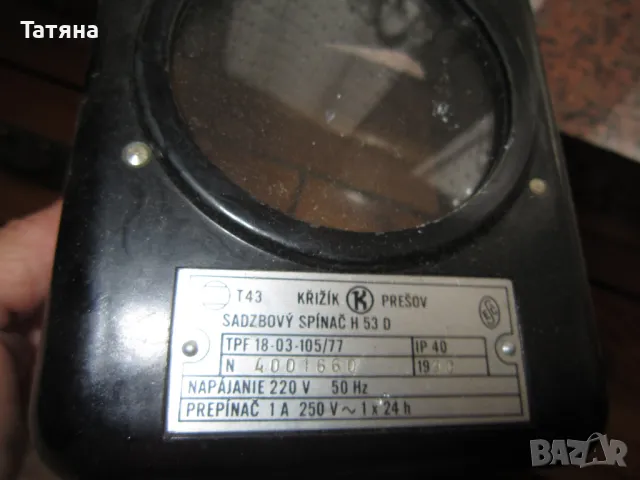 Татяна
T43 KŘIŽÍK K PREŠOV
SADZBOVÝ SPÍNAČ H 53 D
TPF 18-03-105/77 IP 40
N 4001660 19
NAPÁJANIE 220 V 50 Hz
PREPÍNAČ 1 A 250 V ~ 1 x 24 h
BAZAR